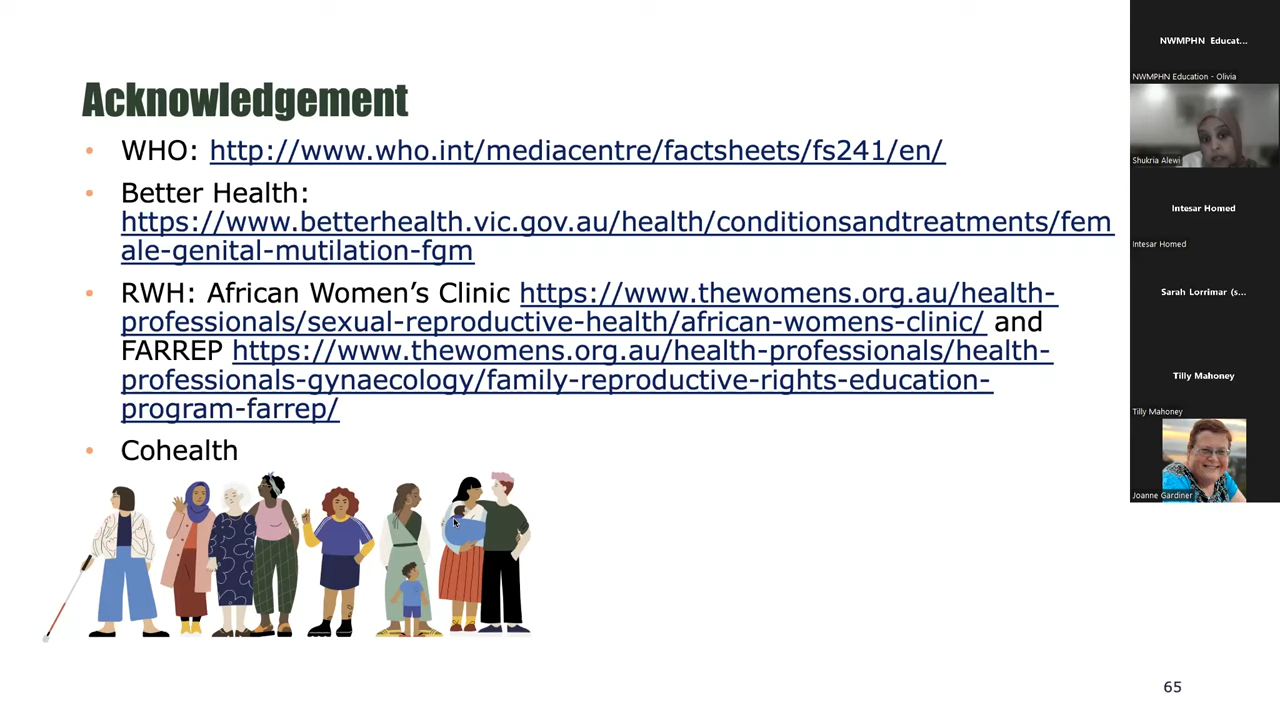 Acknowledgement
• WHO: http://www.who.int/mediacentre/factsheets/fs241/en/
• Better Health:
https://www.betterhealth.vic.gov.au/health/conditionsandtreatments/fem
ale-genital-mutilation-fgm
• RWH: African Women’s Clinic https://www.thewomens.org.au/health-
professionals/sexual-reproductive-health/african-womens-clinic/ and
FARREP https://www.thewomens.org.au/health-professionals/health-
professionals-gynaecology/family-reproductive-rights-education-
program-farrep/
• Cohealth
65
NWMPHN Educat...
NWMPHN Education - Olivia
Shukria Alewi
Intesar Homed
Intesar Homed
Sarah Lorrimar (s...
Tilly Mahoney
Tilly Mahoney
Joanne Gardiner